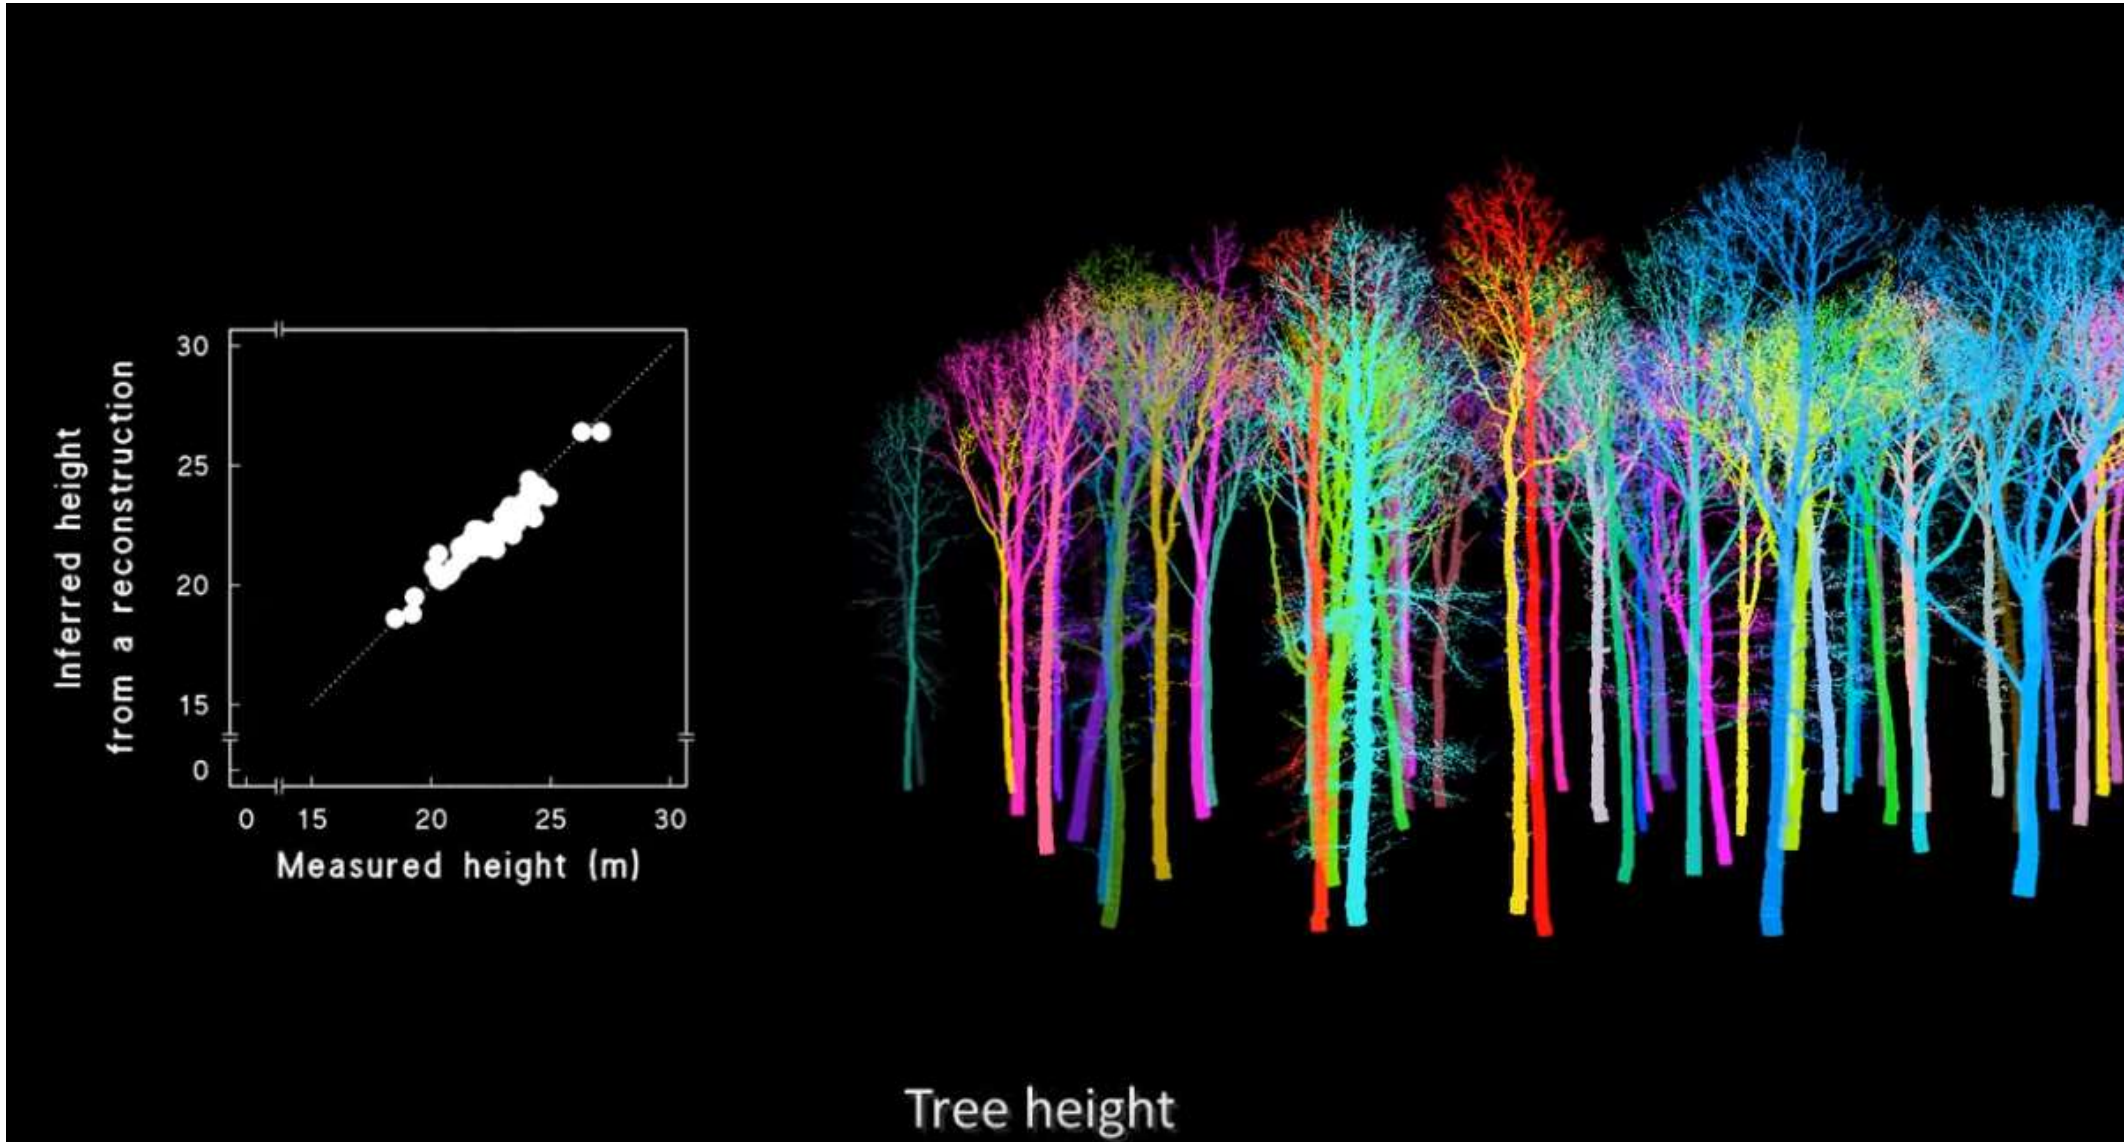 Inferred height
from a reconstruction
30
25
20
15
0
0 15 20 25 30
Measured height (m)
Tree height